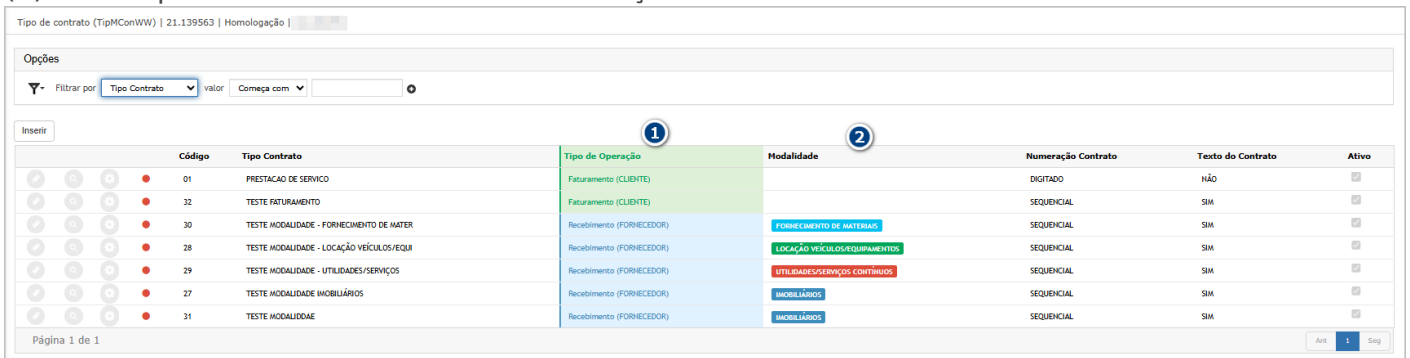 Tipo de contrato (TipMConWW) | 21.139563 | Homologação |
Opções
Filtrar por Tipo Contrato valor Começa com
Inserir
1 2
Código Tipo Contrato Tipo de Operação Modalidade Numeração Contrato Texto do Contrato Ativo
01 PRESTACAO DE SERVICO Faturamento (CLIENTE) DIGITADO NÃO
32 TESTE FATURAMENTO Faturamento (CLIENTE) SEQUENCIAL SIM
30 TESTE MODALIDADE - FORNECIMENTO DE MATER Recebimento (FORNECEDOR) FORNECIMENTO DE MATERIAIS SEQUENCIAL SIM
28 TESTE MODALIDADE - LOCAÇÃO VEÍCULOS/EQUI Recebimento (FORNECEDOR) LOCAÇÃO VEÍCULOS/EQUIPAMENTOS SEQUENCIAL SIM
29 TESTE MODALIDADE - UTILIDADES/SERVIÇOS Recebimento (FORNECEDOR) UTILIDADES/SERVIÇOS CONTÍNUOS SEQUENCIAL SIM
27 TESTE MODALIDADE IMOBILIÁRIOS Recebimento (FORNECEDOR) IMOBILIÁRIOS SEQUENCIAL SIM
31 TESTE MODALIDDAE Recebimento (FORNECEDOR) IMOBILIÁRIOS SEQUENCIAL SIM
Página 1 de 1 Ant 1 Seg